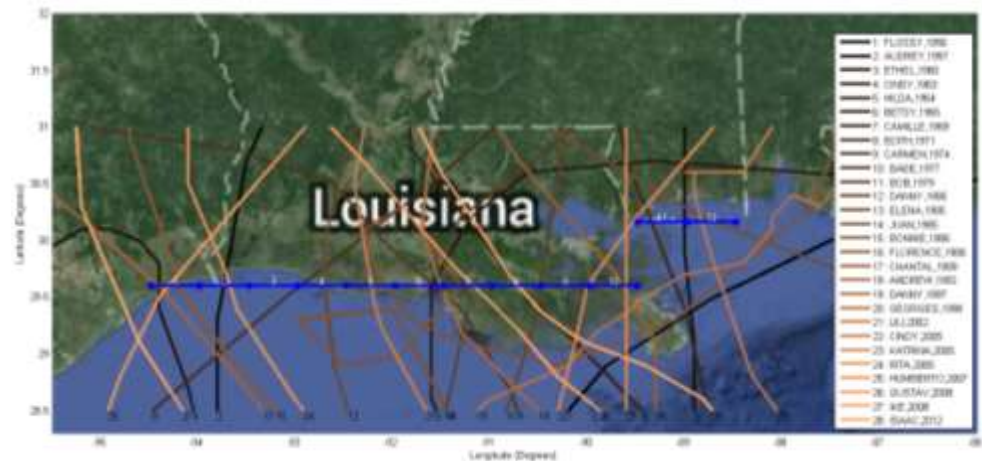 32
31.5
31
30.5
30
29
28.5
Latitude (Degrees)
Louisiana
1: FLOSSY,1956
2: AUDREY,1957
3: ETHEL,1960
4: CINDY,1963
5: HILDA,1964
6: BETSY,1965
7: CAMILLE,1969
8: EDITH,1971
9: CARMEN,1974
10: BABE,1977
11: BOB,1979
12: DANNY,1985
13: ELENA,1985
14: JUAN,1985
15: BONNIE,1986
16: FLORENCE,1988
17: CHANTAL,1989
18: ANDREW,1992
19: DANNY,1997
20: GEORGES,1998
21: LILI,2002
22: CINDY,2005
23: KATRINA,2005
24: RITA,2005
25: HUMBERTO,2007
26: GUSTAV,2008
27: IKE,2008
28: ISAAC,2012
-95
-94
-93
-92
-91
-90
-89
-88
-87
-86
Longitude (Degrees)